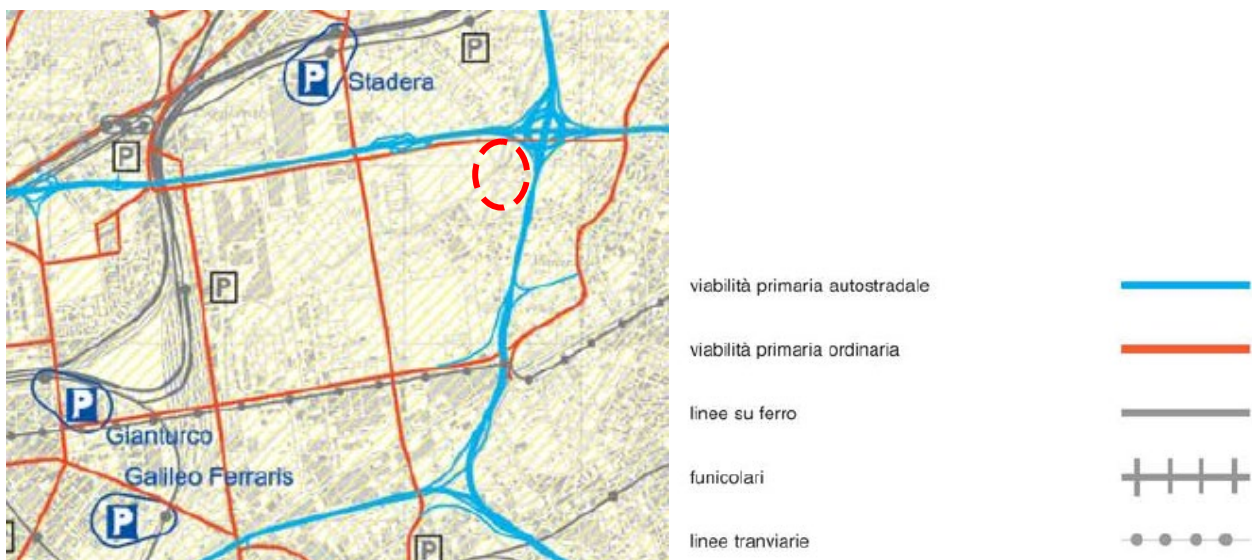 P
P
Stadera
P
P
P
Gianturco
Galileo Ferraris
P
P
viabilità primaria autostradale
viabilità primaria ordinaria
linee su ferro
funicolari
linee tranviarie